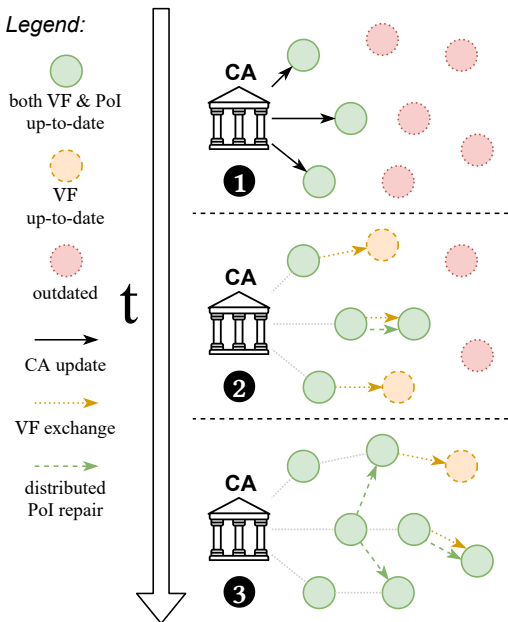 Legend:
both VF & PoI
up-to-date
VF
up-to-date
outdated
CA update
VF exchange
distributed
PoI repair
t
CA
1
CA
2
CA
3